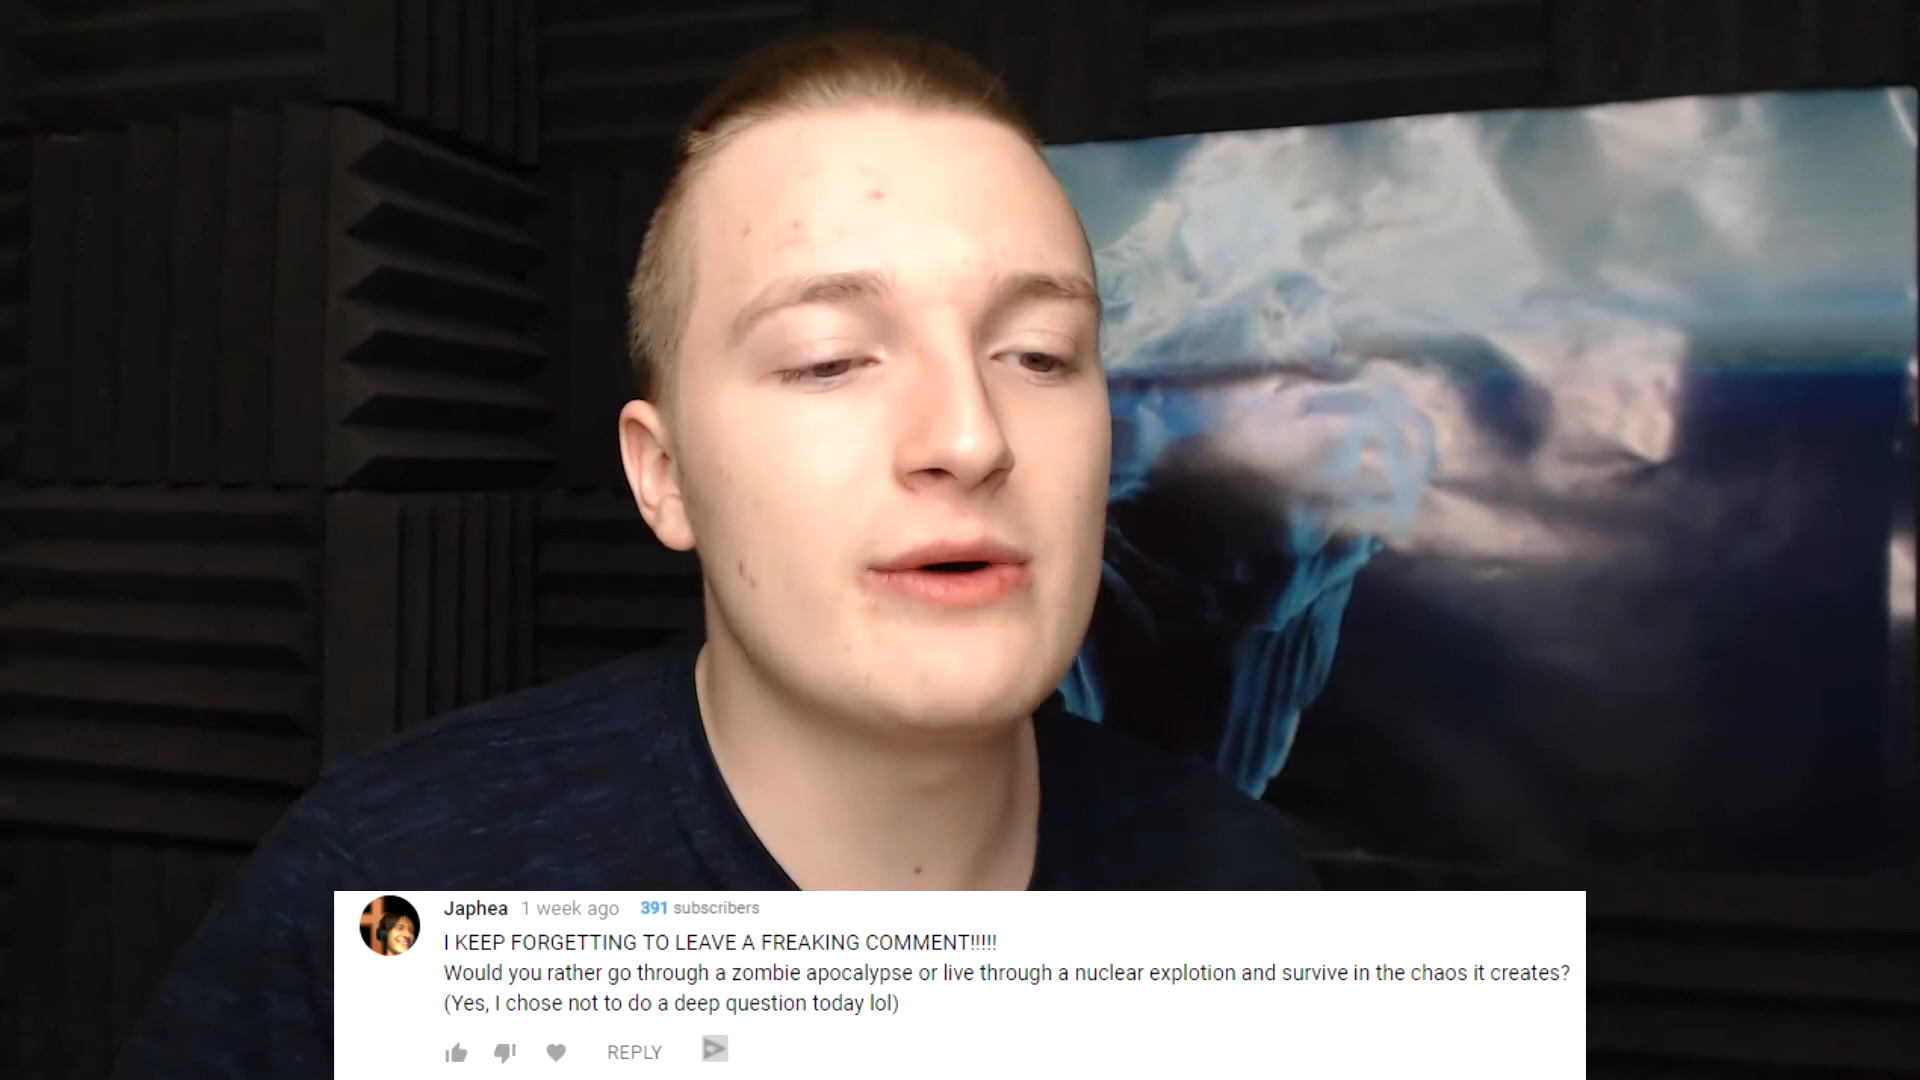 Japhea 1 week ago 391 subscribers
I KEEP FORGETTING TO LEAVE A FREAKING COMMENT!!!!!
Would you rather go through a zombie apocalypse or live through a nuclear explotion and survive in the chaos it creates?
(Yes, I chose not to do a deep question today lol)
REPLY